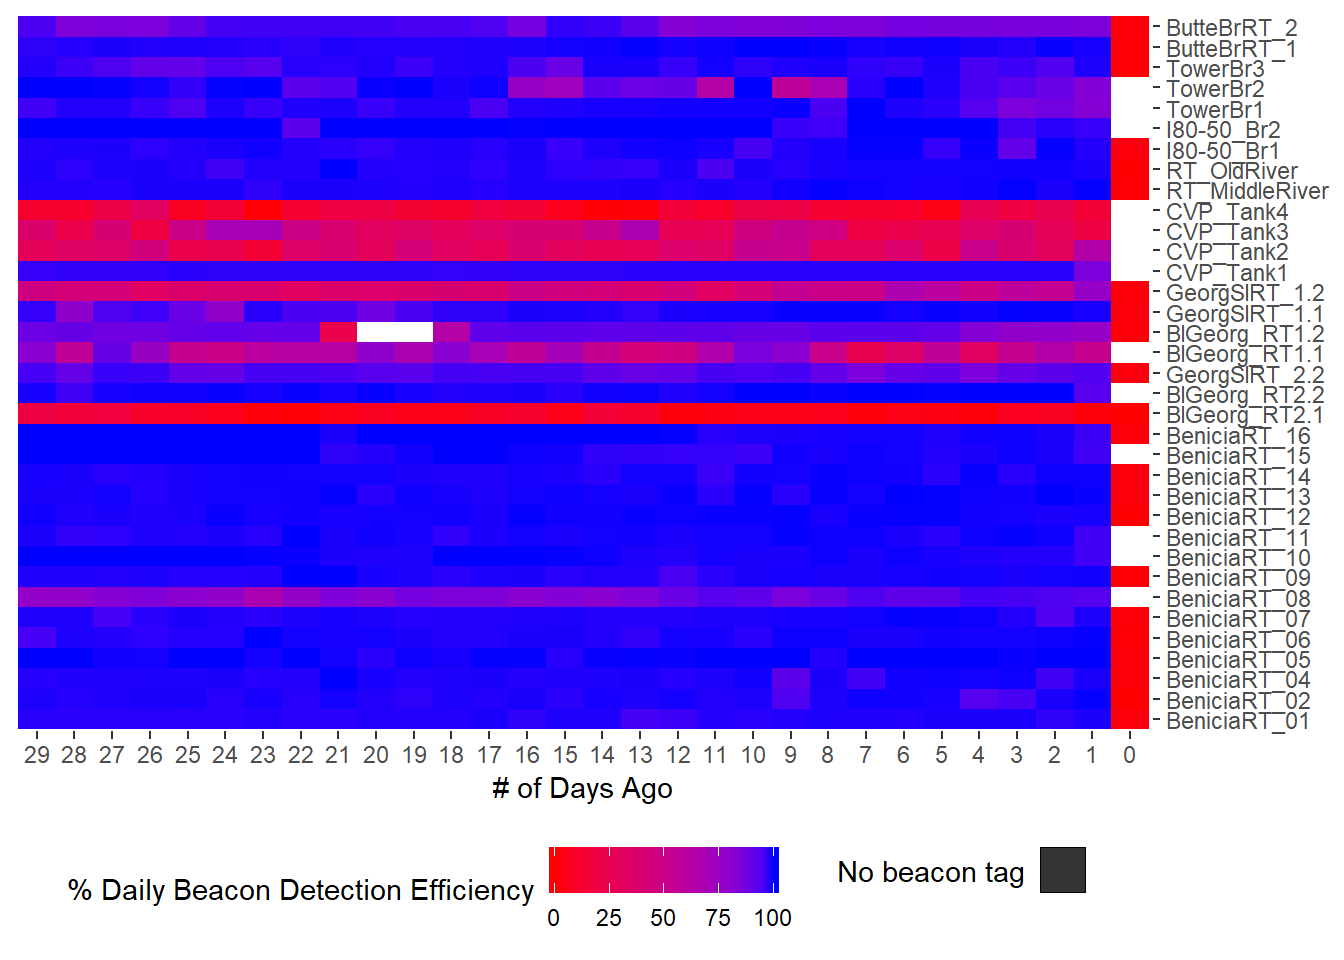 ButteBrRT_2
ButteBrRT_1
TowerBr3
TowerBr2
TowerBr1
I80-50_Br2
I80-50_Br1
RT_OldRiver
RT_MiddleRiver
CVP_Tank4
CVP_Tank3
CVP_Tank2
CVP_Tank1
GeorgSlRT_1.2
GeorgSlRT_1.1
BlGeorg_RT1.2
BlGeorg_RT1.1
GeorgSlRT_2.2
BlGeorg_RT2.2
BlGeorg_RT2.1
BeniciaRT_16
BeniciaRT_15
BeniciaRT_14
BeniciaRT_13
BeniciaRT_12
BeniciaRT_11
BeniciaRT_10
BeniciaRT_09
BeniciaRT_08
BeniciaRT_07
BeniciaRT_06
BeniciaRT_05
BeniciaRT_04
BeniciaRT_02
BeniciaRT_01
29 28 27 26 25 24 23 22 21 20 19 18 17 16 15 14 13 12 11 10 9 8 7 6 5 4 3 2 1 0
# of Days Ago
% Daily Beacon Detection Efficiency
0 25 50 75 100
No beacon tag